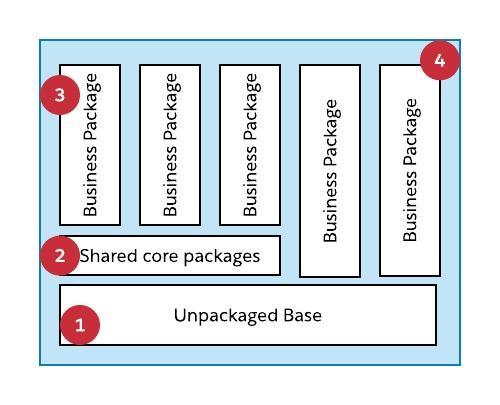 4
3
Business Package
Business Package
Business Package
Business Package
Business Package
2
Shared core packages
1
Unpackaged Base